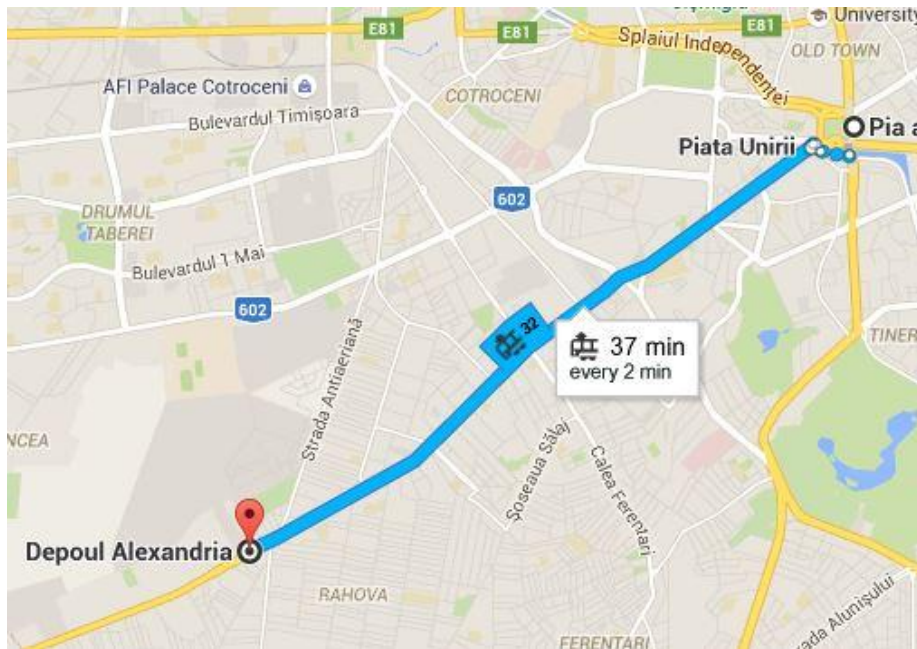 E81
E81
E81
University
Splaiul Independenței
OLD TOWN
AFI Palace Cotroceni
COTROCENI
Bulevardul Timișoara
Piata Unirii
Pia a
602
DRUMUL
TABEREI
Bulevardul 1 Mai
602
32
37 min
every 2 min
TINER
Strada Antiaeriană
NCEA
Șoseaua Sălaj
Calea Ferentari
Depoul Alexandria
RAHOVA
rada Alunișului
FERENTARI